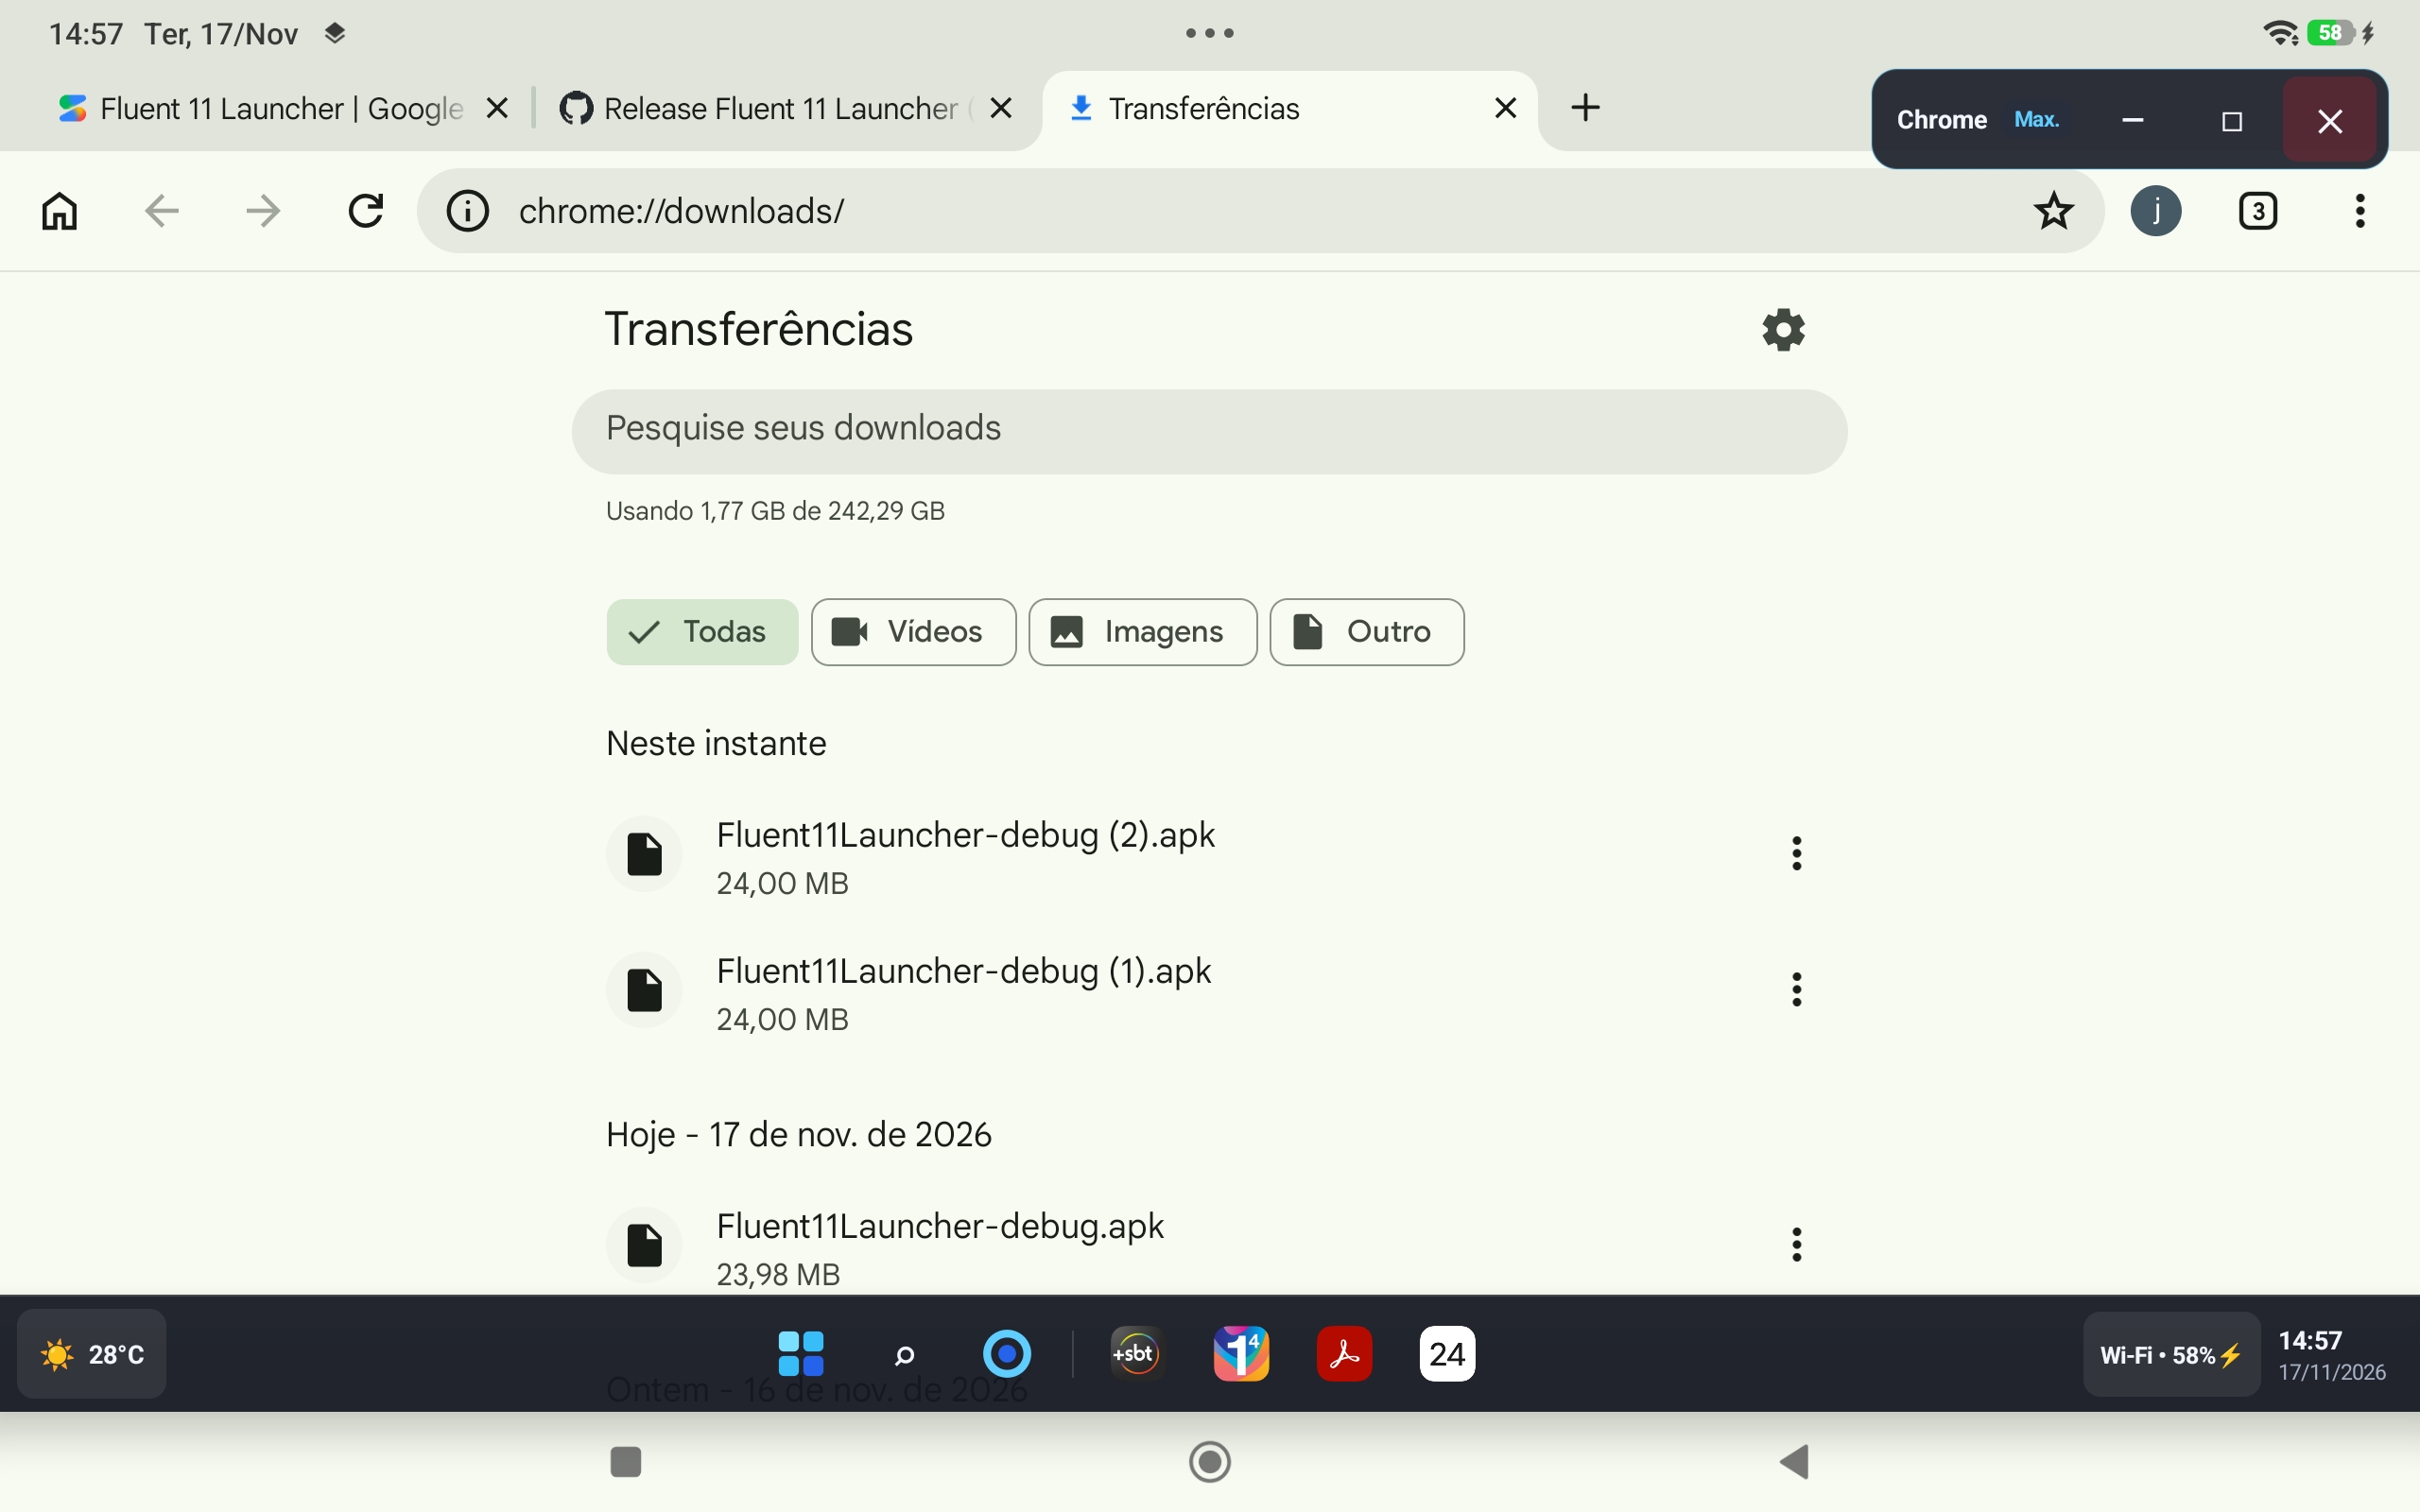 14:57 Ter, 17/Nov
58
Fluent 11 Launcher | Google
Release Fluent 11 Launcher (
Transferências
Chrome Max.
chrome://downloads/
j
3
Transferências
Pesquise seus downloads
Usando 1,77 GB de 242,29 GB
Todas
Vídeos
Imagens
Outro
Neste instante
Fluent11Launcher-debug (2).apk
24,00 MB
Fluent11Launcher-debug (1).apk
24,00 MB
Hoje - 17 de nov. de 2026
Fluent11Launcher-debug.apk
23,98 MB
28°C
+sbt
1⁴
24
Wi-Fi • 58%⚡
14:57
17/11/2026
Ontem - 16 de nov. de 2026